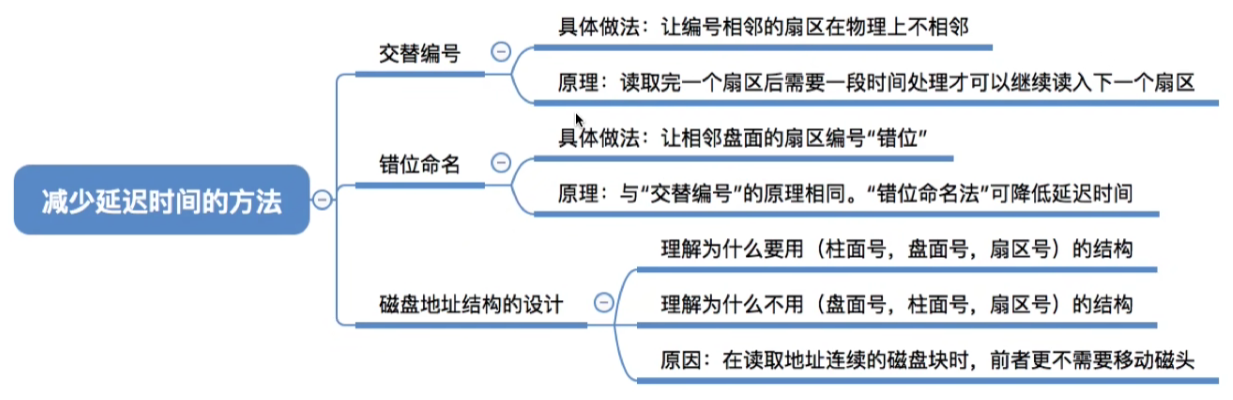 减少延迟时间的方法
交替编号
具体做法：让编号相邻的扇区在物理上不相邻
原理：读取完一个扇区后需要一段时间处理才可以继续读入下一个扇区
错位命名
具体做法：让相邻盘面的扇区编号“错位”
原理：与“交替编号”的原理相同。“错位命名法”可降低延迟时间
磁盘地址结构的设计
理解为什么要用（柱面号，盘面号，扇区号）的结构
理解为什么不用（盘面号，柱面号，扇区号）的结构
原因：在读取地址连续的磁盘块时，前者更不需要移动磁头